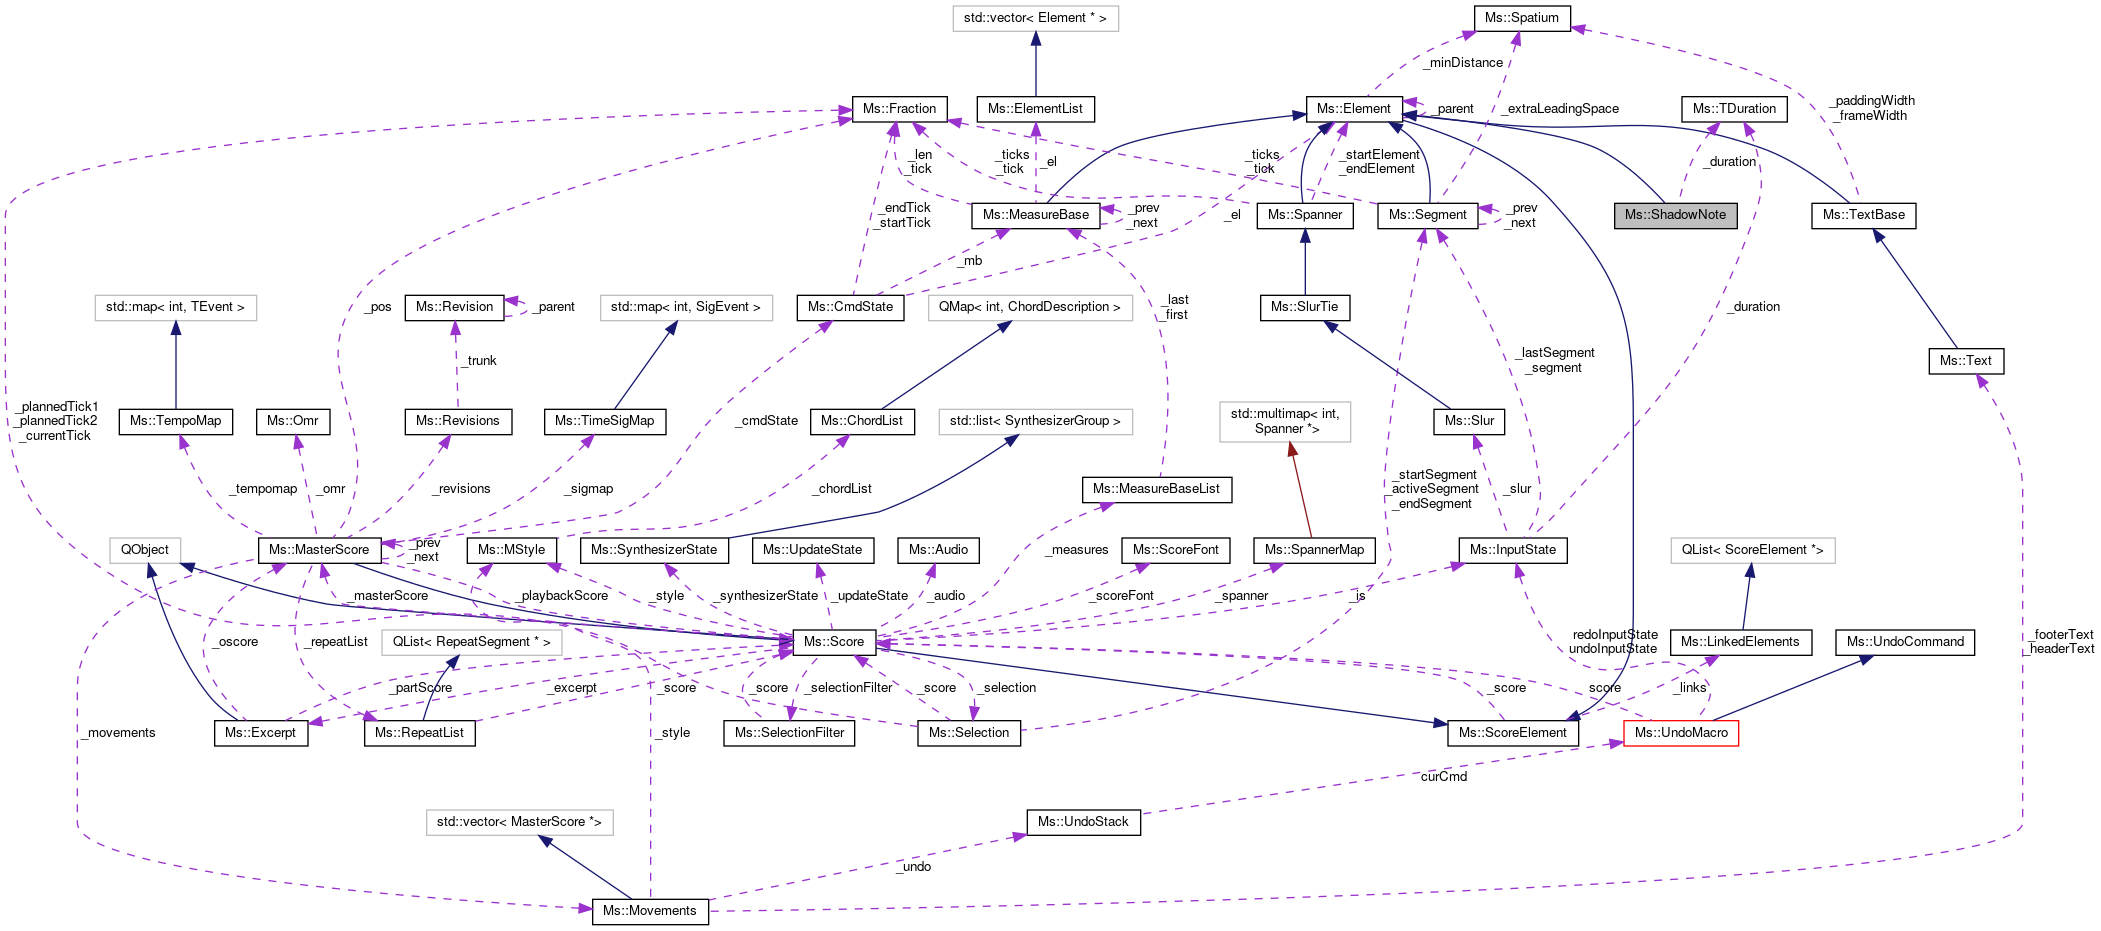 std::vector< Element * >
Ms::Spatium
_minDistance
Ms::Fraction
Ms::ElementList
Ms::Element
_parent
_extraLeadingSpace
Ms::TDuration
_paddingWidth
_frameWidth
_len
_tick
_ticks
_tick
_el
_ticks
_tick
_startElement
_endElement
_duration
_endTick
_startTick
Ms::MeasureBase
_prev
_next
_el
Ms::Spanner
Ms::Segment
_prev
_next
Ms::ShadowNote
Ms::TextBase
_mb
std::map< int, TEvent >
_pos
Ms::Revision
_parent
std::map< int, SigEvent >
Ms::CmdState
QMap< int, ChordDescription >
_last
_first
Ms::SlurTie
_duration
_trunk
_lastSegment
_segment
Ms::Text
_plannedTick1
_plannedTick2
_currentTick
Ms::TempoMap
Ms::Omr
Ms::Revisions
Ms::TimeSigMap
_cmdState
Ms::ChordList
std::list< SynthesizerGroup >
std::multimap< int,
Spanner *>
Ms::Slur
_tempomap
_omr
_revisions
_sigmap
_chordList
Ms::MeasureBaseList
_startSegment
_activeSegment
_endSegment
_slur
QObject
Ms::MasterScore
_prev
_next
Ms::MStyle
Ms::SynthesizerState
Ms::UpdateState
Ms::Audio
_measures
Ms::ScoreFont
Ms::SpannerMap
Ms::InputState
QList< ScoreElement *>
_masterScore
_playbackScore
_style
_synthesizerState
_updateState
_audio
_scoreFont
_spanner
_is
_oscore
_repeatList
QList< RepeatSegment * >
Ms::Score
redoInputState
undoInputState
Ms::LinkedElements
Ms::UndoCommand
_footerText
_headerText
_partScore
_excerpt
_score
_score
_selectionFilter
_score
_selection
_score
score
_links
_movements
Ms::Excerpt
Ms::RepeatList
_style
Ms::SelectionFilter
Ms::Selection
Ms::ScoreElement
Ms::UndoMacro
curCmd
std::vector< MasterScore *>
Ms::UndoStack
_undo
Ms::Movements